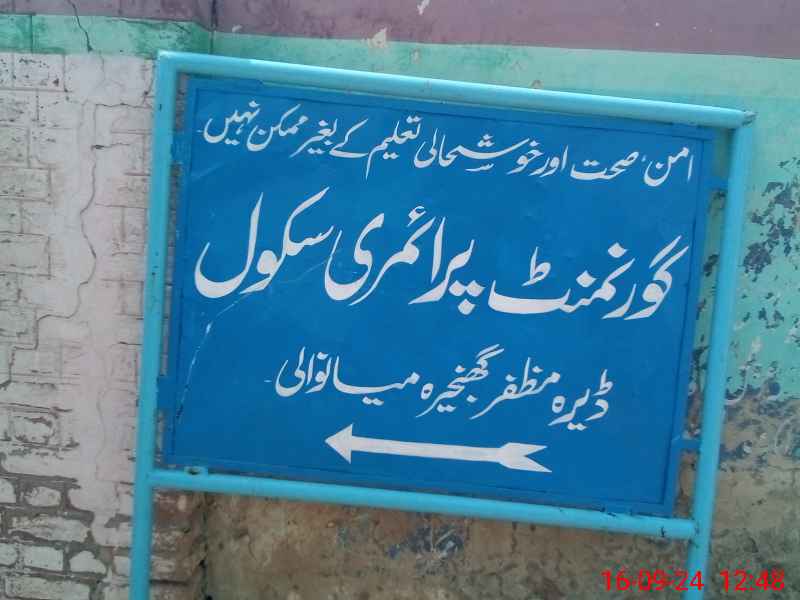 امن، صحت اور خوشحالی تعلیم کے بغیر ممکن نہیں۔
گورنمنٹ پرائمری سکول
ڈیرہ مظفر گھنجیرہ میانوالی۔
16-09-24 12:48